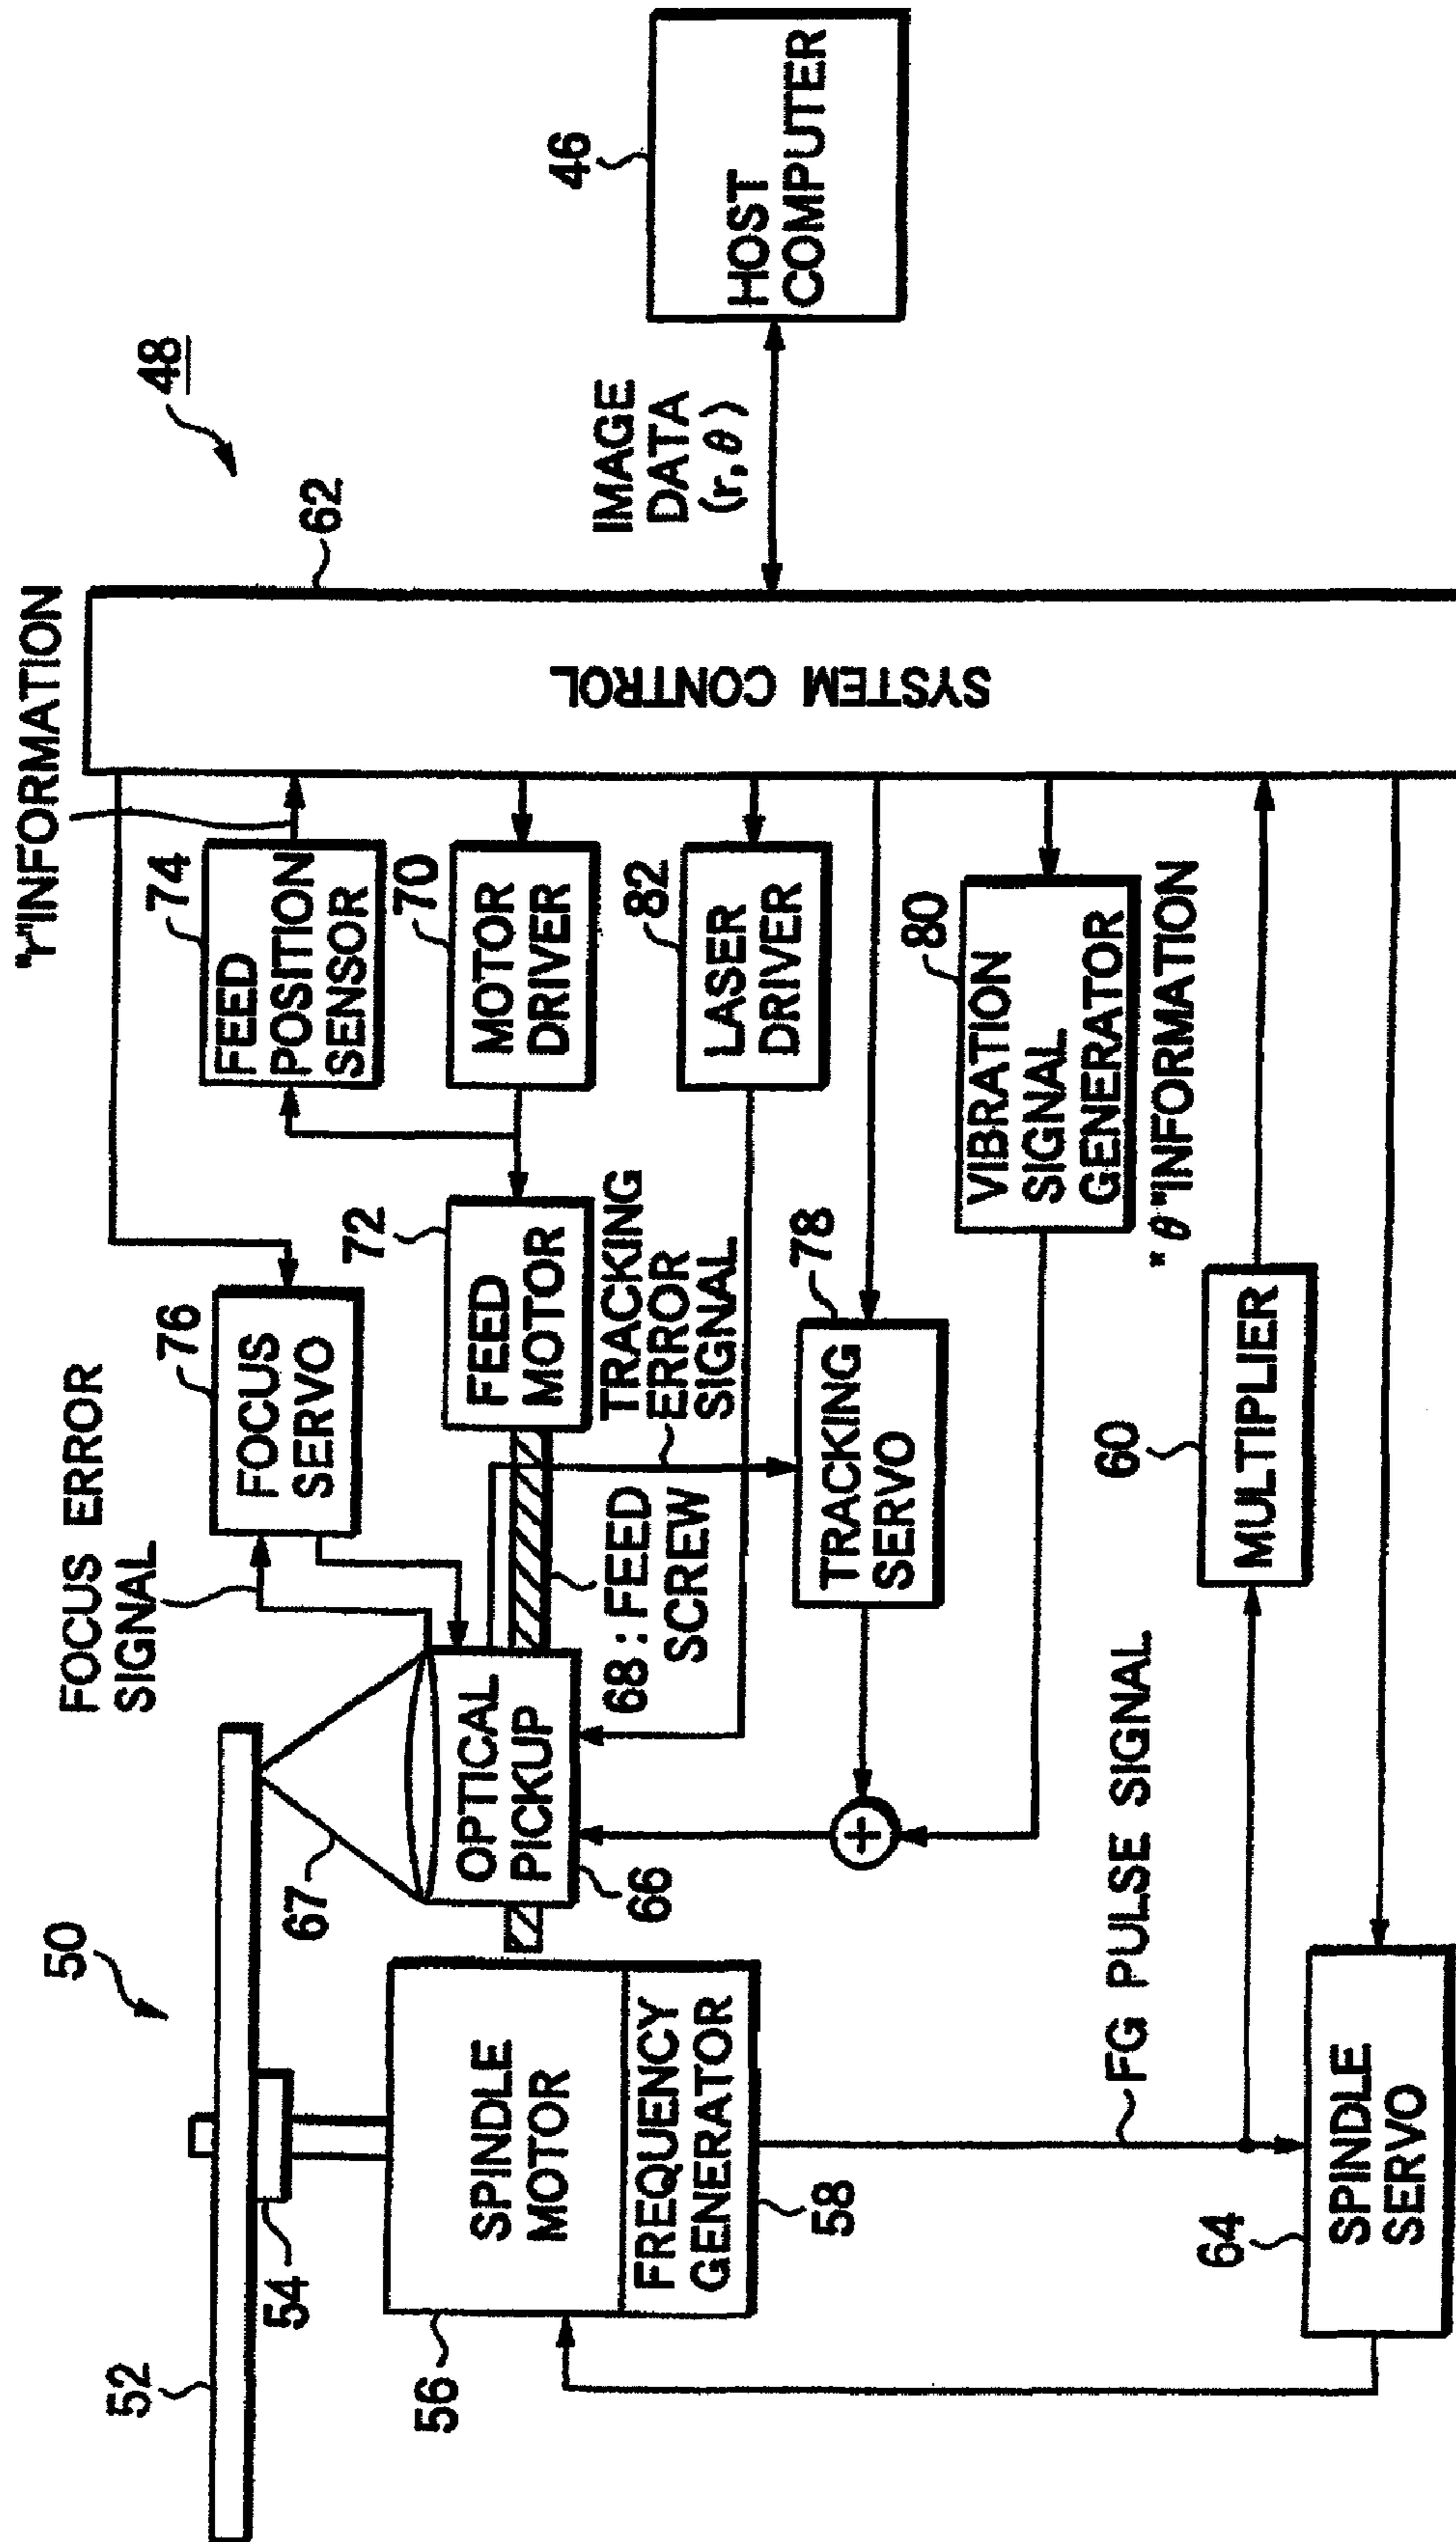 50
52
54
67
FOCUS ERROR
SIGNAL
76
FOCUS
SERVO
"r"INFORMATION
74
FEED
POSITION
SENSOR
62
48
56
SPINDLE
MOTOR
FREQUENCY
GENERATOR
58
OPTICAL
PICKUP
66
68:FEED
SCREW
72
FEED
MOTOR
70
MOTOR
DRIVER
TRACKING
ERROR
SIGNAL
82
LASER
DRIVER
78
TRACKING
SERVO
80
VIBRATION
SIGNAL
GENERATOR
"θ"INFORMATION
SYSTEM CONTROL
IMAGE
DATA
(r,θ)
46
HOST
COMPUTER
FG PULSE SIGNAL
60
MULTIPLIER
64
SPINDLE
SERVO